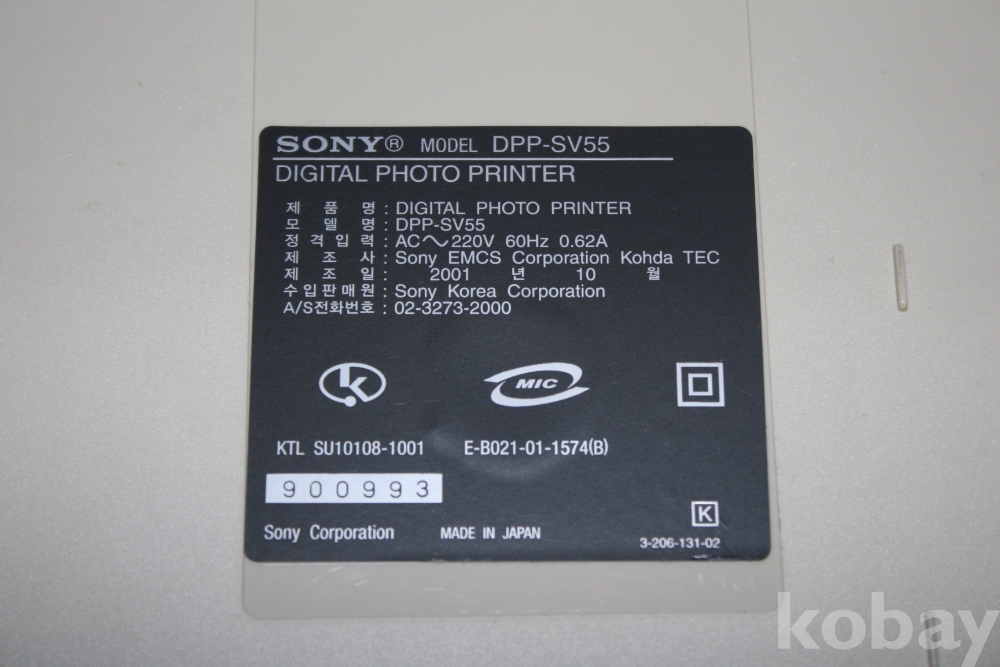 SONY® MODEL DPP-SV55
DIGITAL PHOTO PRINTER
제 품 명 : DIGITAL PHOTO PRINTER
모 델 명 : DPP-SV55
정 격 입 력 : AC～220V 60Hz 0.62A
제 조 사 : Sony EMCS Corporation Kohda TEC
제 조 일 : 2001 년 10 월
수 입 판 매 원 : Sony Korea Corporation
A/S전화번호 : 02-3273-2000
k MIC
KTL SU10108-1001 E-B021-01-1574(B)
900993
K
Sony Corporation MADE IN JAPAN 3-206-131-02
kobay